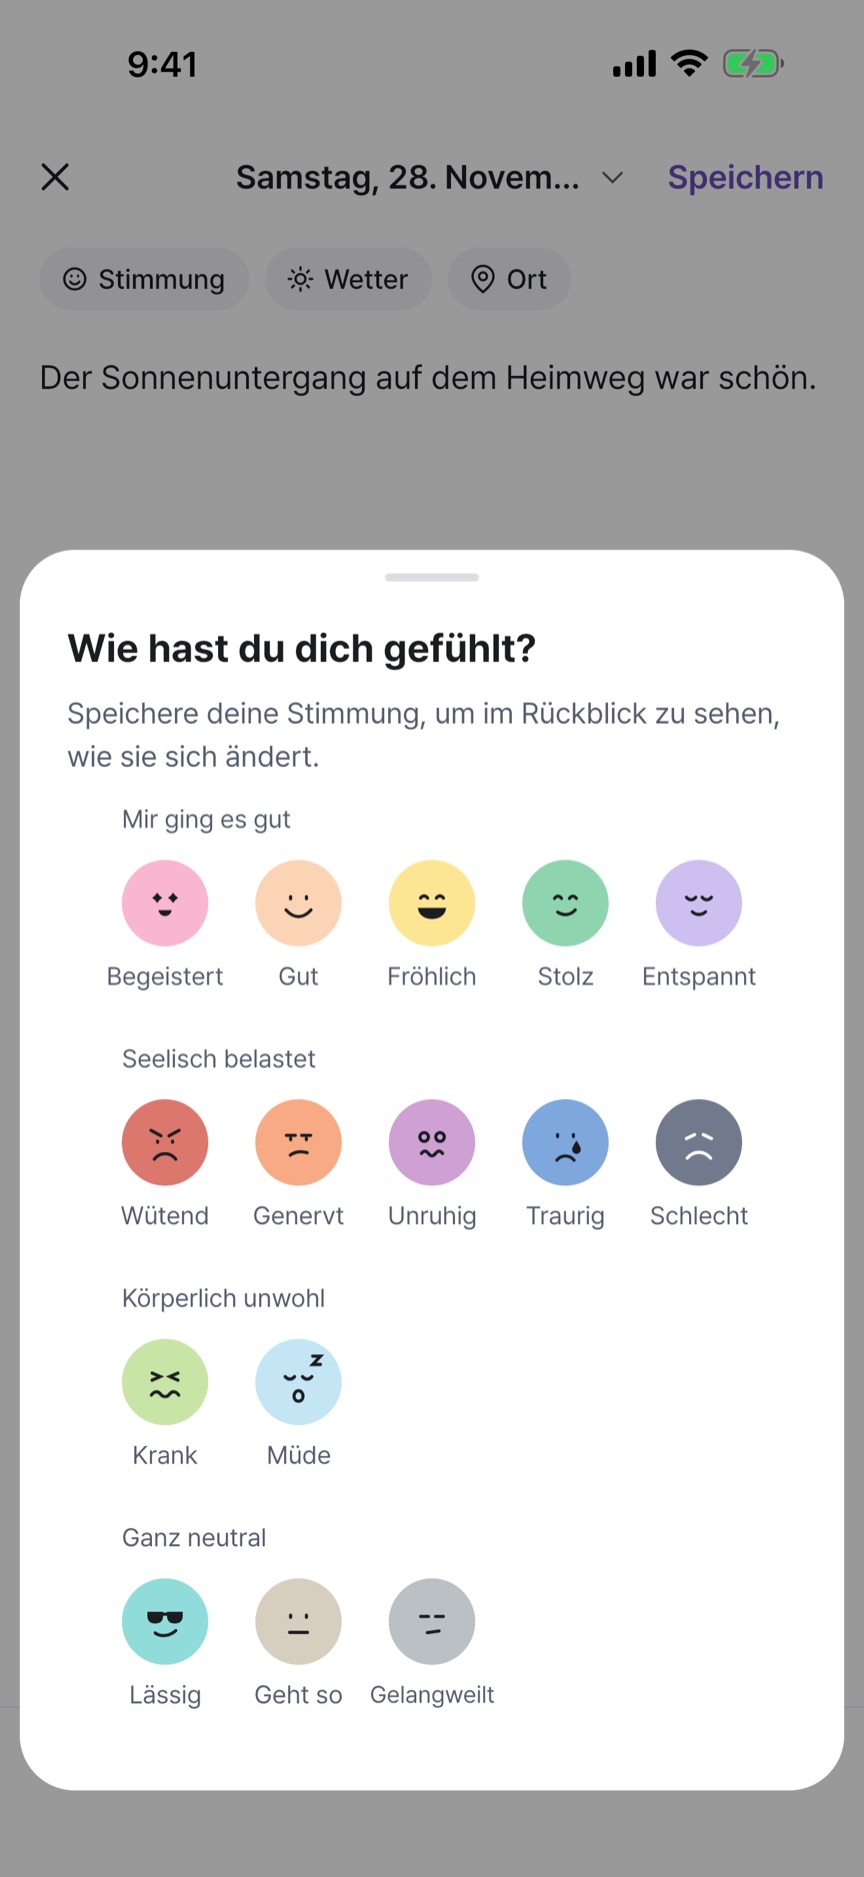 9:41
Samstag, 28. Novem...
Speichern
Stimmung
Wetter
Ort
Der Sonnenuntergang auf dem Heimweg war schön.
Wie hast du dich gefühlt?
Speichere deine Stimmung, um im Rückblick zu sehen,
wie sie sich ändert.
Mir ging es gut
Begeistert
Gut
Fröhlich
Stolz
Entspannt
Seelisch belastet
Wütend
Genervt
Unruhig
Traurig
Schlecht
Körperlich unwohl
Krank
Müde
Ganz neutral
Lässig
Geht so
Gelangweilt